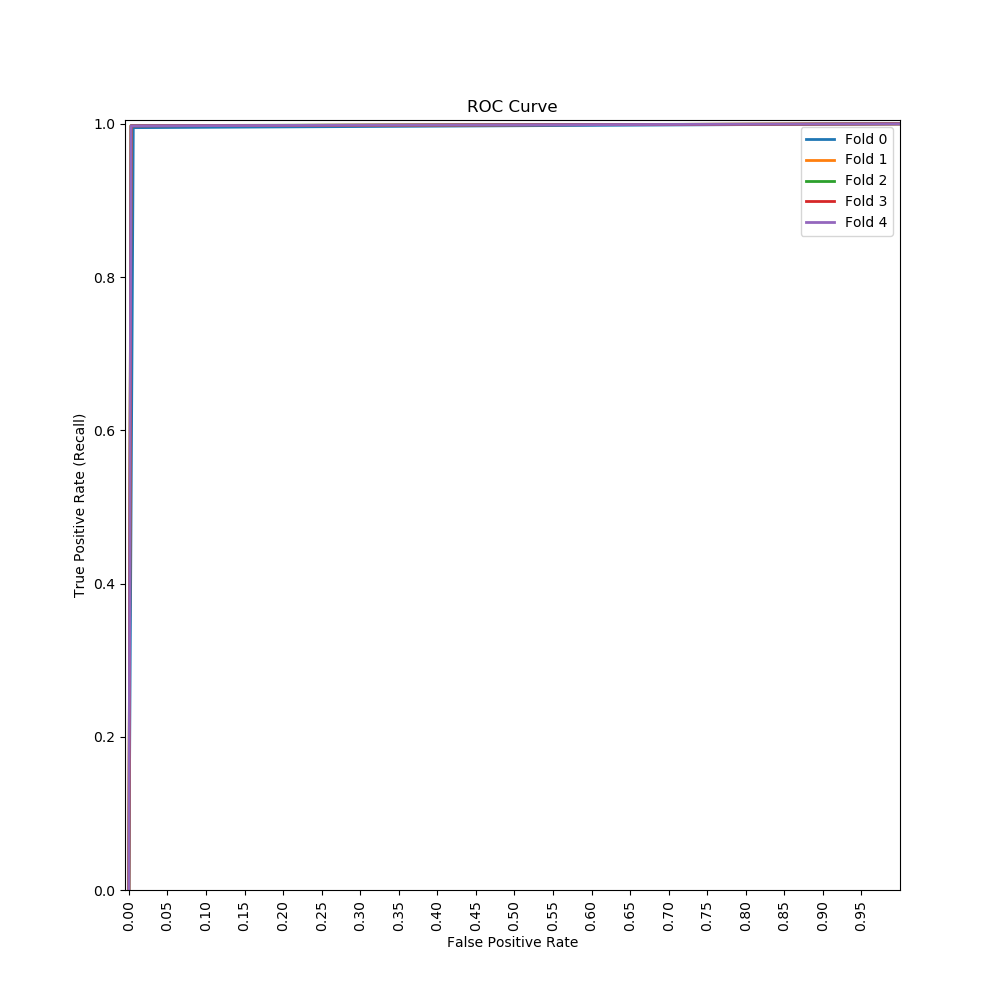 ROC Curve
1.0
0.8
0.6
0.4
0.2
0.0
True Positive Rate (Recall)
Fold 0
Fold 1
Fold 2
Fold 3
Fold 4
0.00 0.05 0.10 0.15 0.20 0.25 0.30 0.35 0.40 0.45 0.50 0.55 0.60 0.65 0.70 0.75 0.80 0.85 0.90 0.95
False Positive Rate